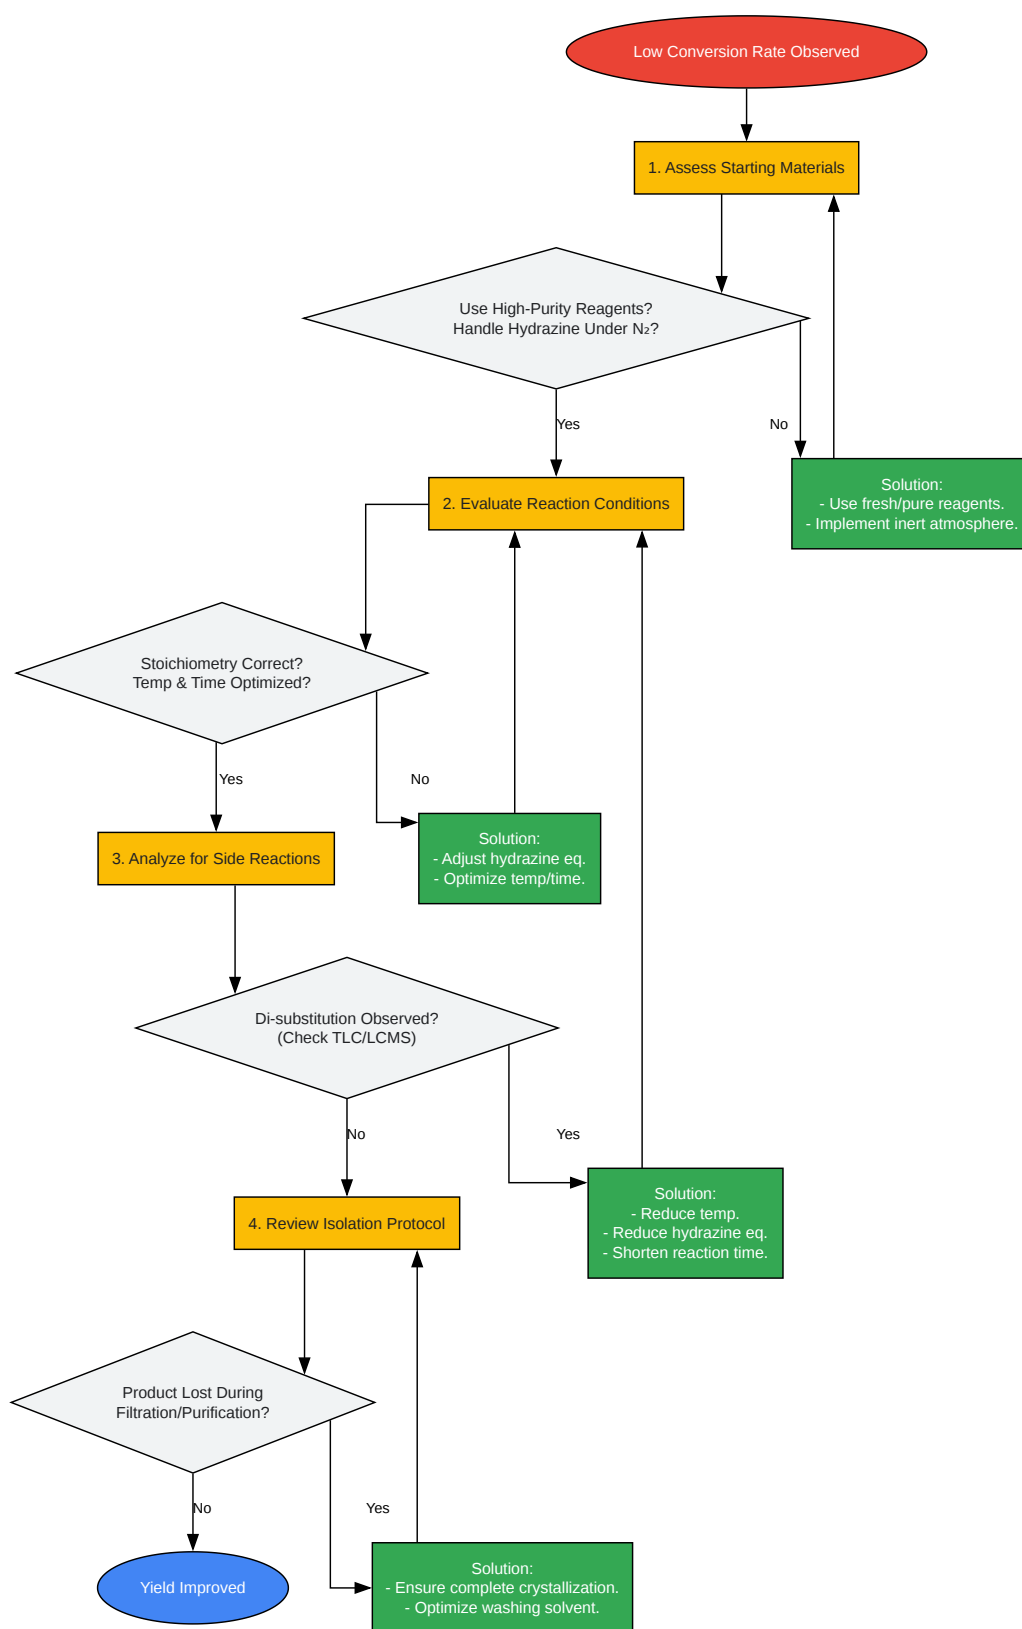 Low Conversion Rate Observed
1. Assess Starting Materials
Use High-Purity Reagents?
Handle Hydrazine Under N₂?
Yes
No
Solution:
- Use fresh/pure reagents.
- Implement inert atmosphere.
2. Evaluate Reaction Conditions
Stoichiometry Correct?
Temp & Time Optimized?
Yes
No
Solution:
- Adjust hydrazine eq.
- Optimize temp/time.
3. Analyze for Side Reactions
Di-substitution Observed?
(Check TLC/LCMS)
No
Yes
Solution:
- Reduce temp.
- Reduce hydrazine eq.
- Shorten reaction time.
4. Review Isolation Protocol
Product Lost During
Filtration/Purification?
No
Yes
Solution:
- Ensure complete crystallization.
- Optimize washing solvent.
Yield Improved